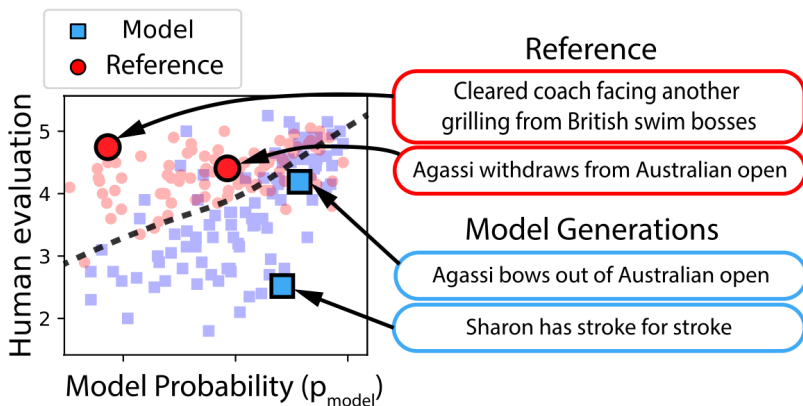 Model
Reference
Human evaluation
5
4
3
2
Model Probability (p_model)
Reference
Cleared coach facing another
grilling from British swim bosses
Agassi withdraws from Australian open
Model Generations
Agassi bows out of Australian open
Sharon has stroke for stroke